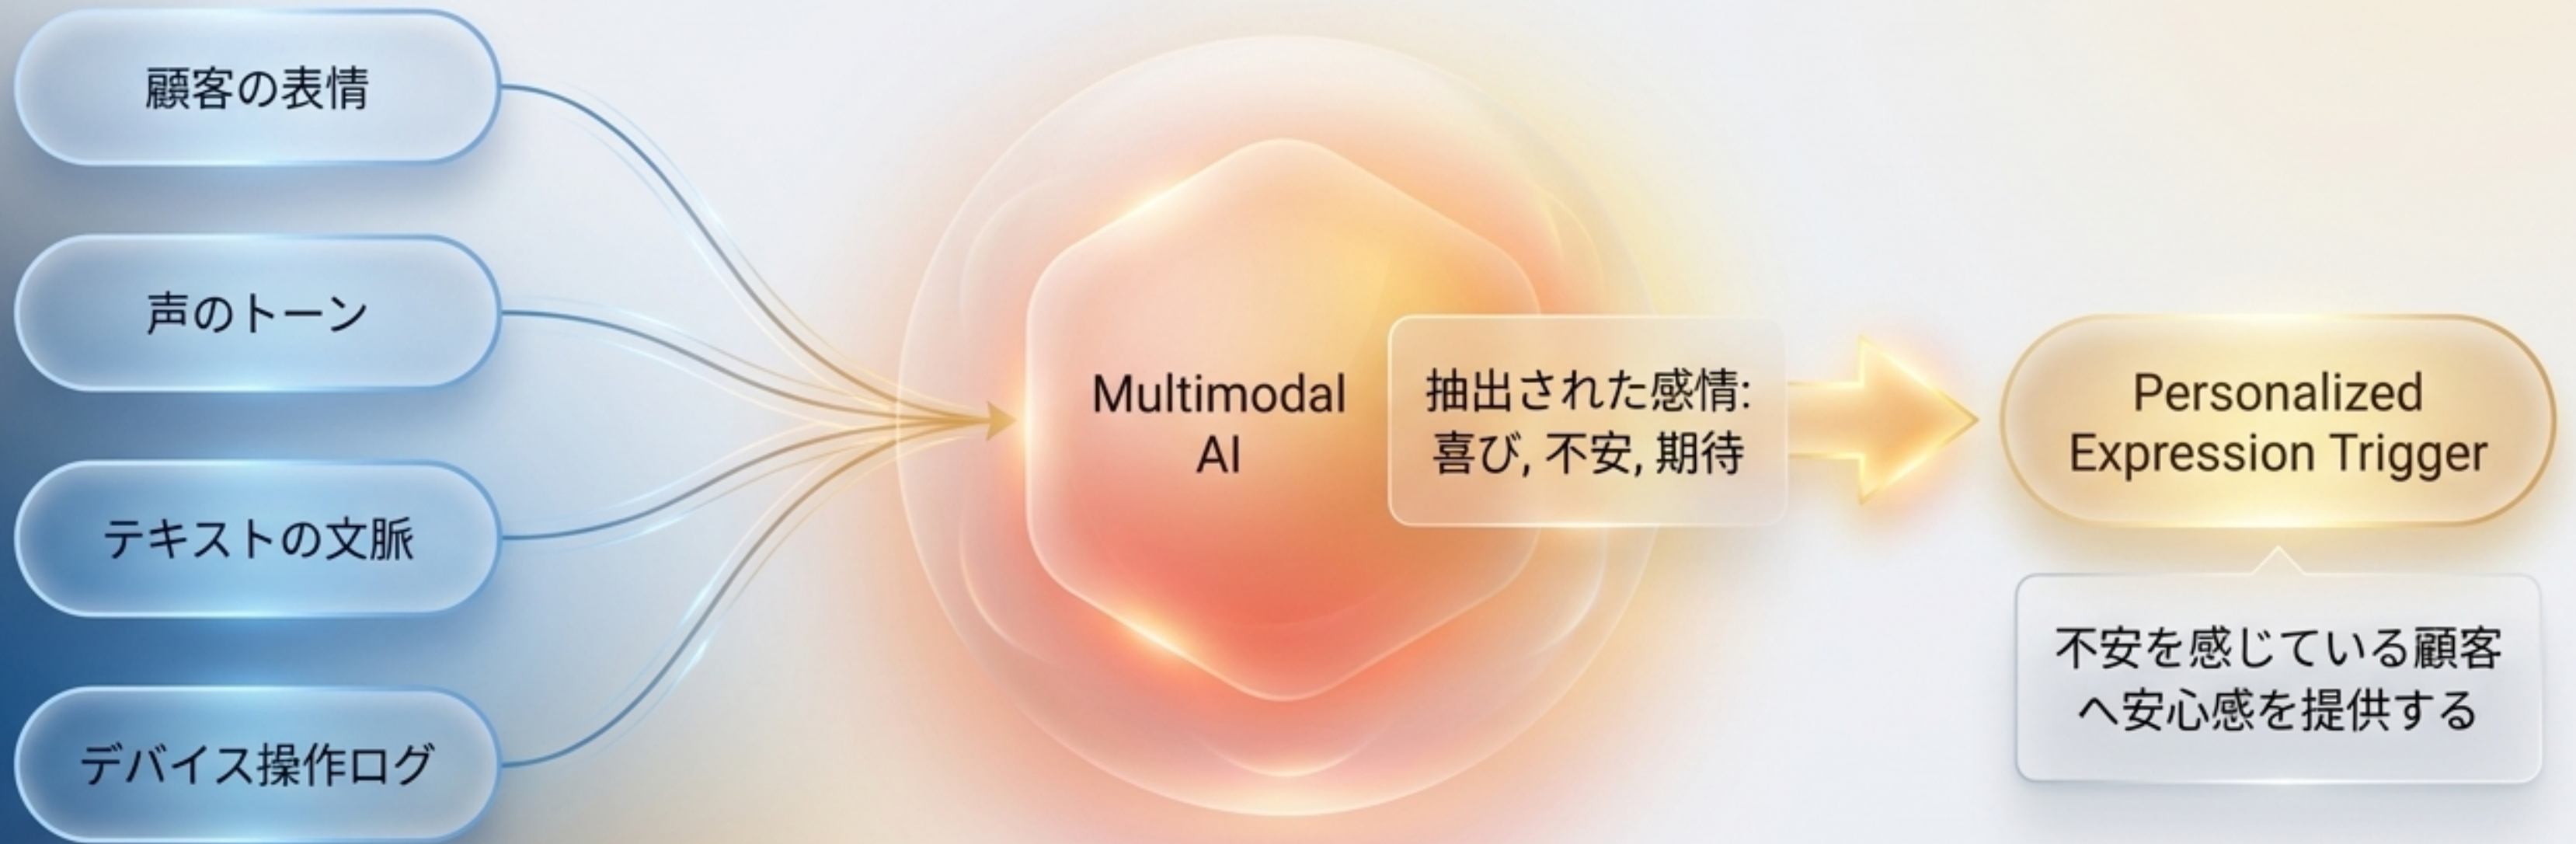 顧客の表情
声のトーン
テキストの文脈
デバイス操作ログ
Multimodal
AI
抽出された感情:
喜び, 不安, 期待
Personalized
Expression Trigger
不安を感じている顧客
へ安心感を提供する